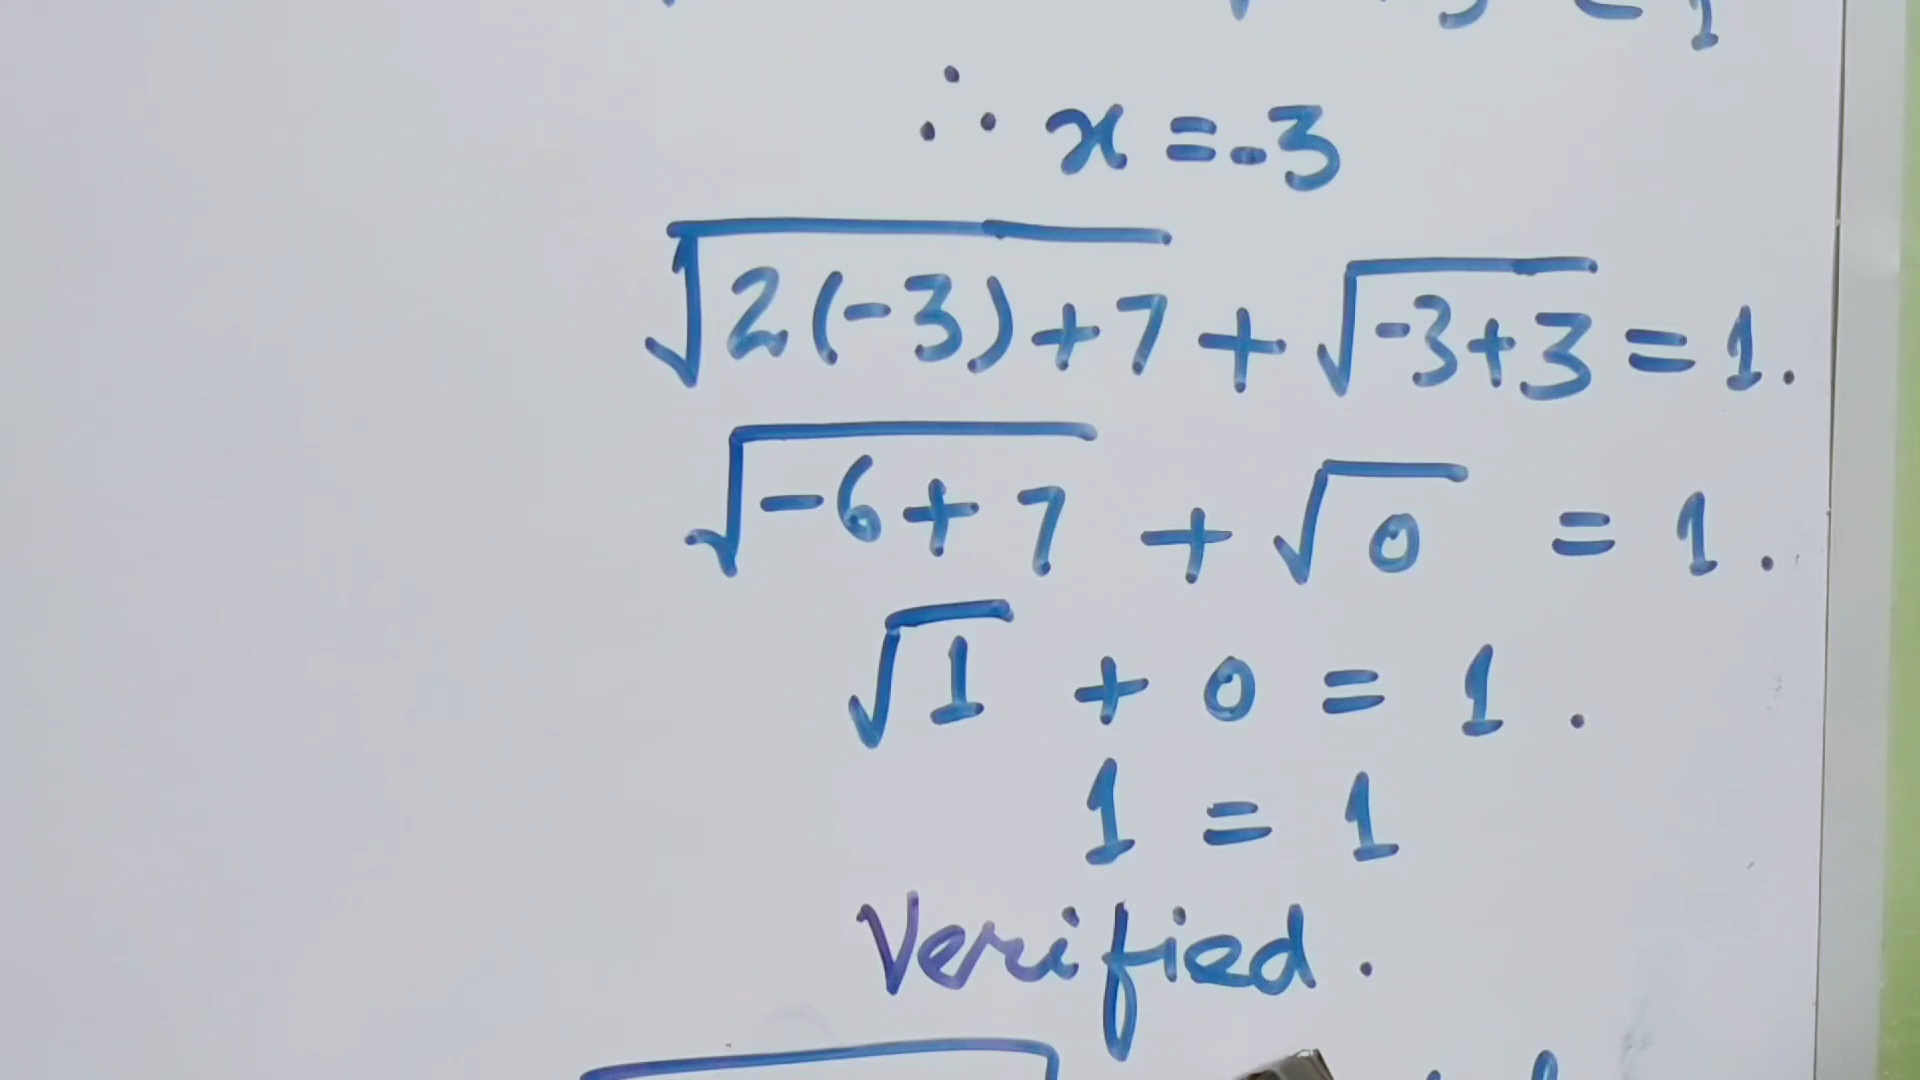 ∴ x = -3
√2(-3)+7 + √-3+3 = 1.
√-6+7 + √0 = 1.
√1 + 0 = 1.
1 = 1
Verified.